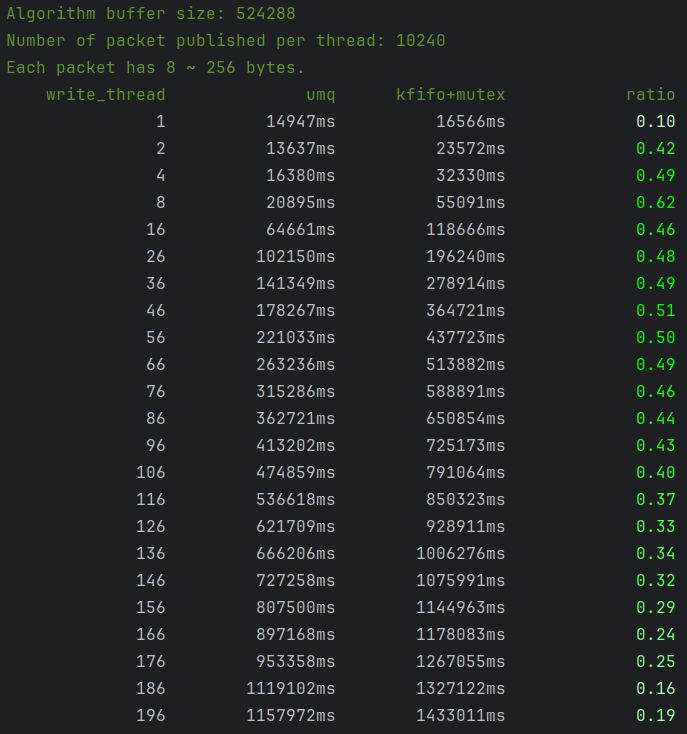 Algorithm buffer size: 524288
Number of packet published per thread: 10240
Each packet has 8 ~ 256 bytes.
write_thread umq kfifo+mutex ratio
1 14947ms 16566ms 0.10
2 13637ms 23572ms 0.42
4 16380ms 32330ms 0.49
8 20895ms 55091ms 0.62
16 64661ms 118666ms 0.46
26 102150ms 196240ms 0.48
36 141349ms 278914ms 0.49
46 178267ms 364721ms 0.51
56 221033ms 437723ms 0.50
66 263236ms 513882ms 0.49
76 315286ms 588891ms 0.46
86 362721ms 650854ms 0.44
96 413202ms 725173ms 0.43
106 474859ms 791064ms 0.40
116 536618ms 850323ms 0.37
126 621709ms 928911ms 0.33
136 666206ms 1006276ms 0.34
146 727258ms 1075991ms 0.32
156 807500ms 1144963ms 0.29
166 897168ms 1178083ms 0.24
176 953358ms 1267055ms 0.25
186 1119102ms 1327122ms 0.16
196 1157972ms 1433011ms 0.19